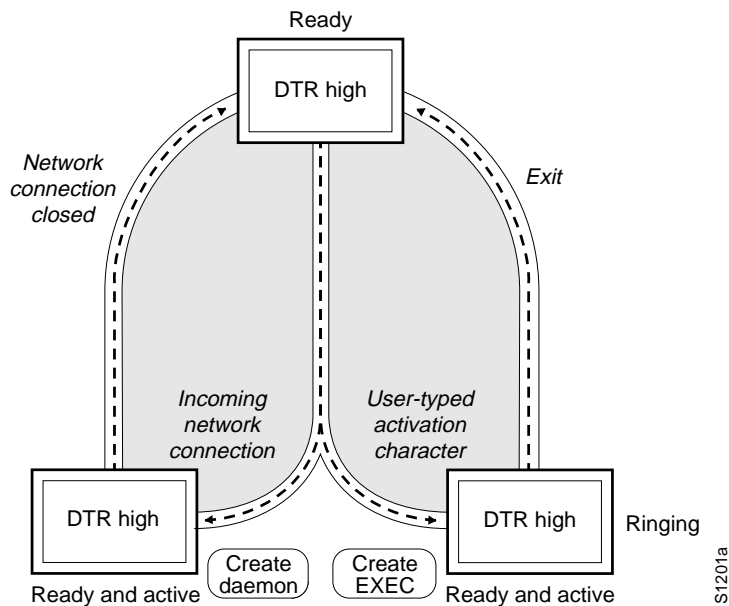 Ready
DTR high
Network
connection
closed
Exit
Incoming
network
connection
User-typed
activation
character
DTR high
DTR high
Ringing
Create
daemon
Create
EXEC
Ready and active
Ready and active
S1201a